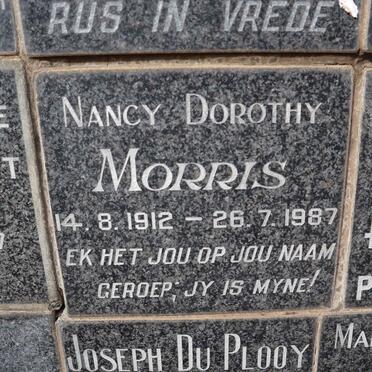 RUS IN VREDE
NANCY DOROTHY
MORRIS
14.8.1912 – 26.7.1987
EK HET JOU OP JOU NAAM
GEROEP; JY IS MYNE!
JOSEPH DU PLOOY